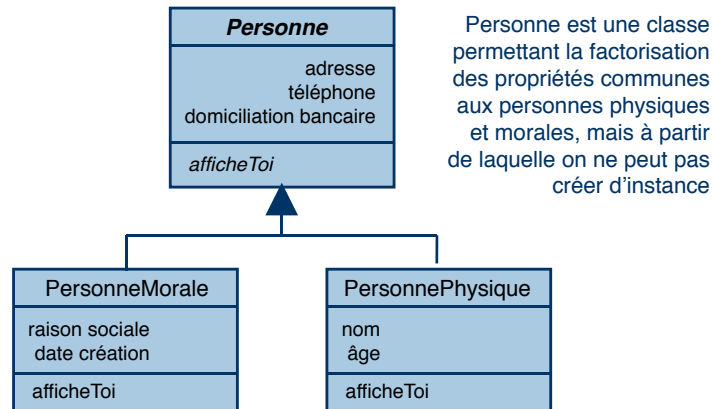 Personne
adresse
téléphone
domiciliation bancaire
afficheToi
Personne est une classe
permettant la factorisation
des propriétés communes
aux personnes physiques
et morales, mais à partir
de laquelle on ne peut pas
créer d'instance
PersonneMorale
raison sociale
date création
afficheToi
PersonnePhysique
nom
âge
afficheToi